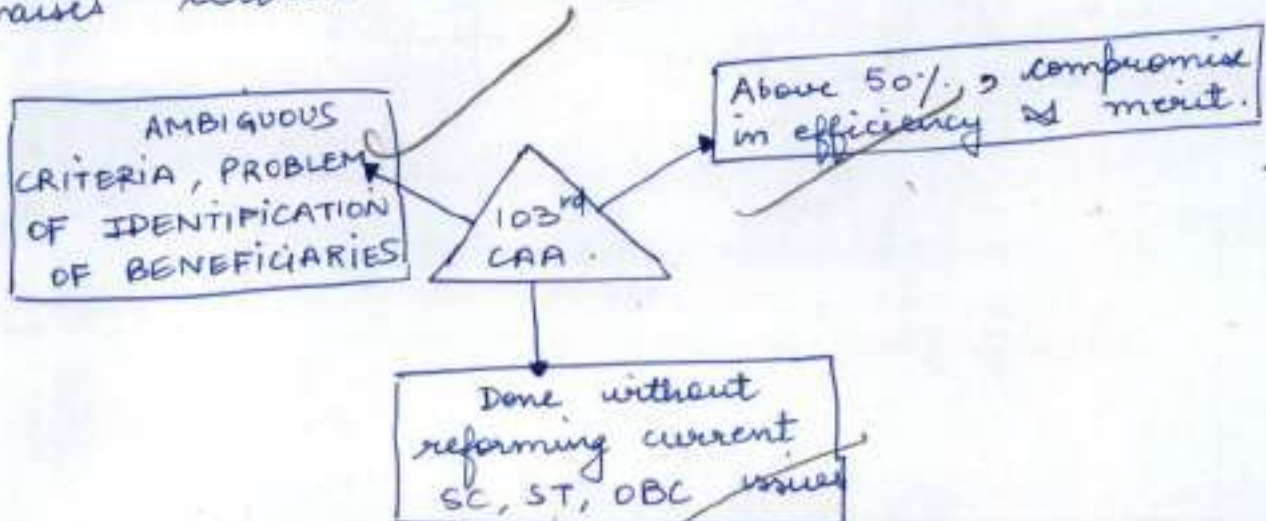 raises
AMBIGUOUS
CRITERIA, PROBLEM
OF IDENTIFICATION
OF BENEFICIARIES
Above 50%, compromise
in efficiency & merit.
103rd
CAA.
Done without
reforming current
SC, ST, OBC issues